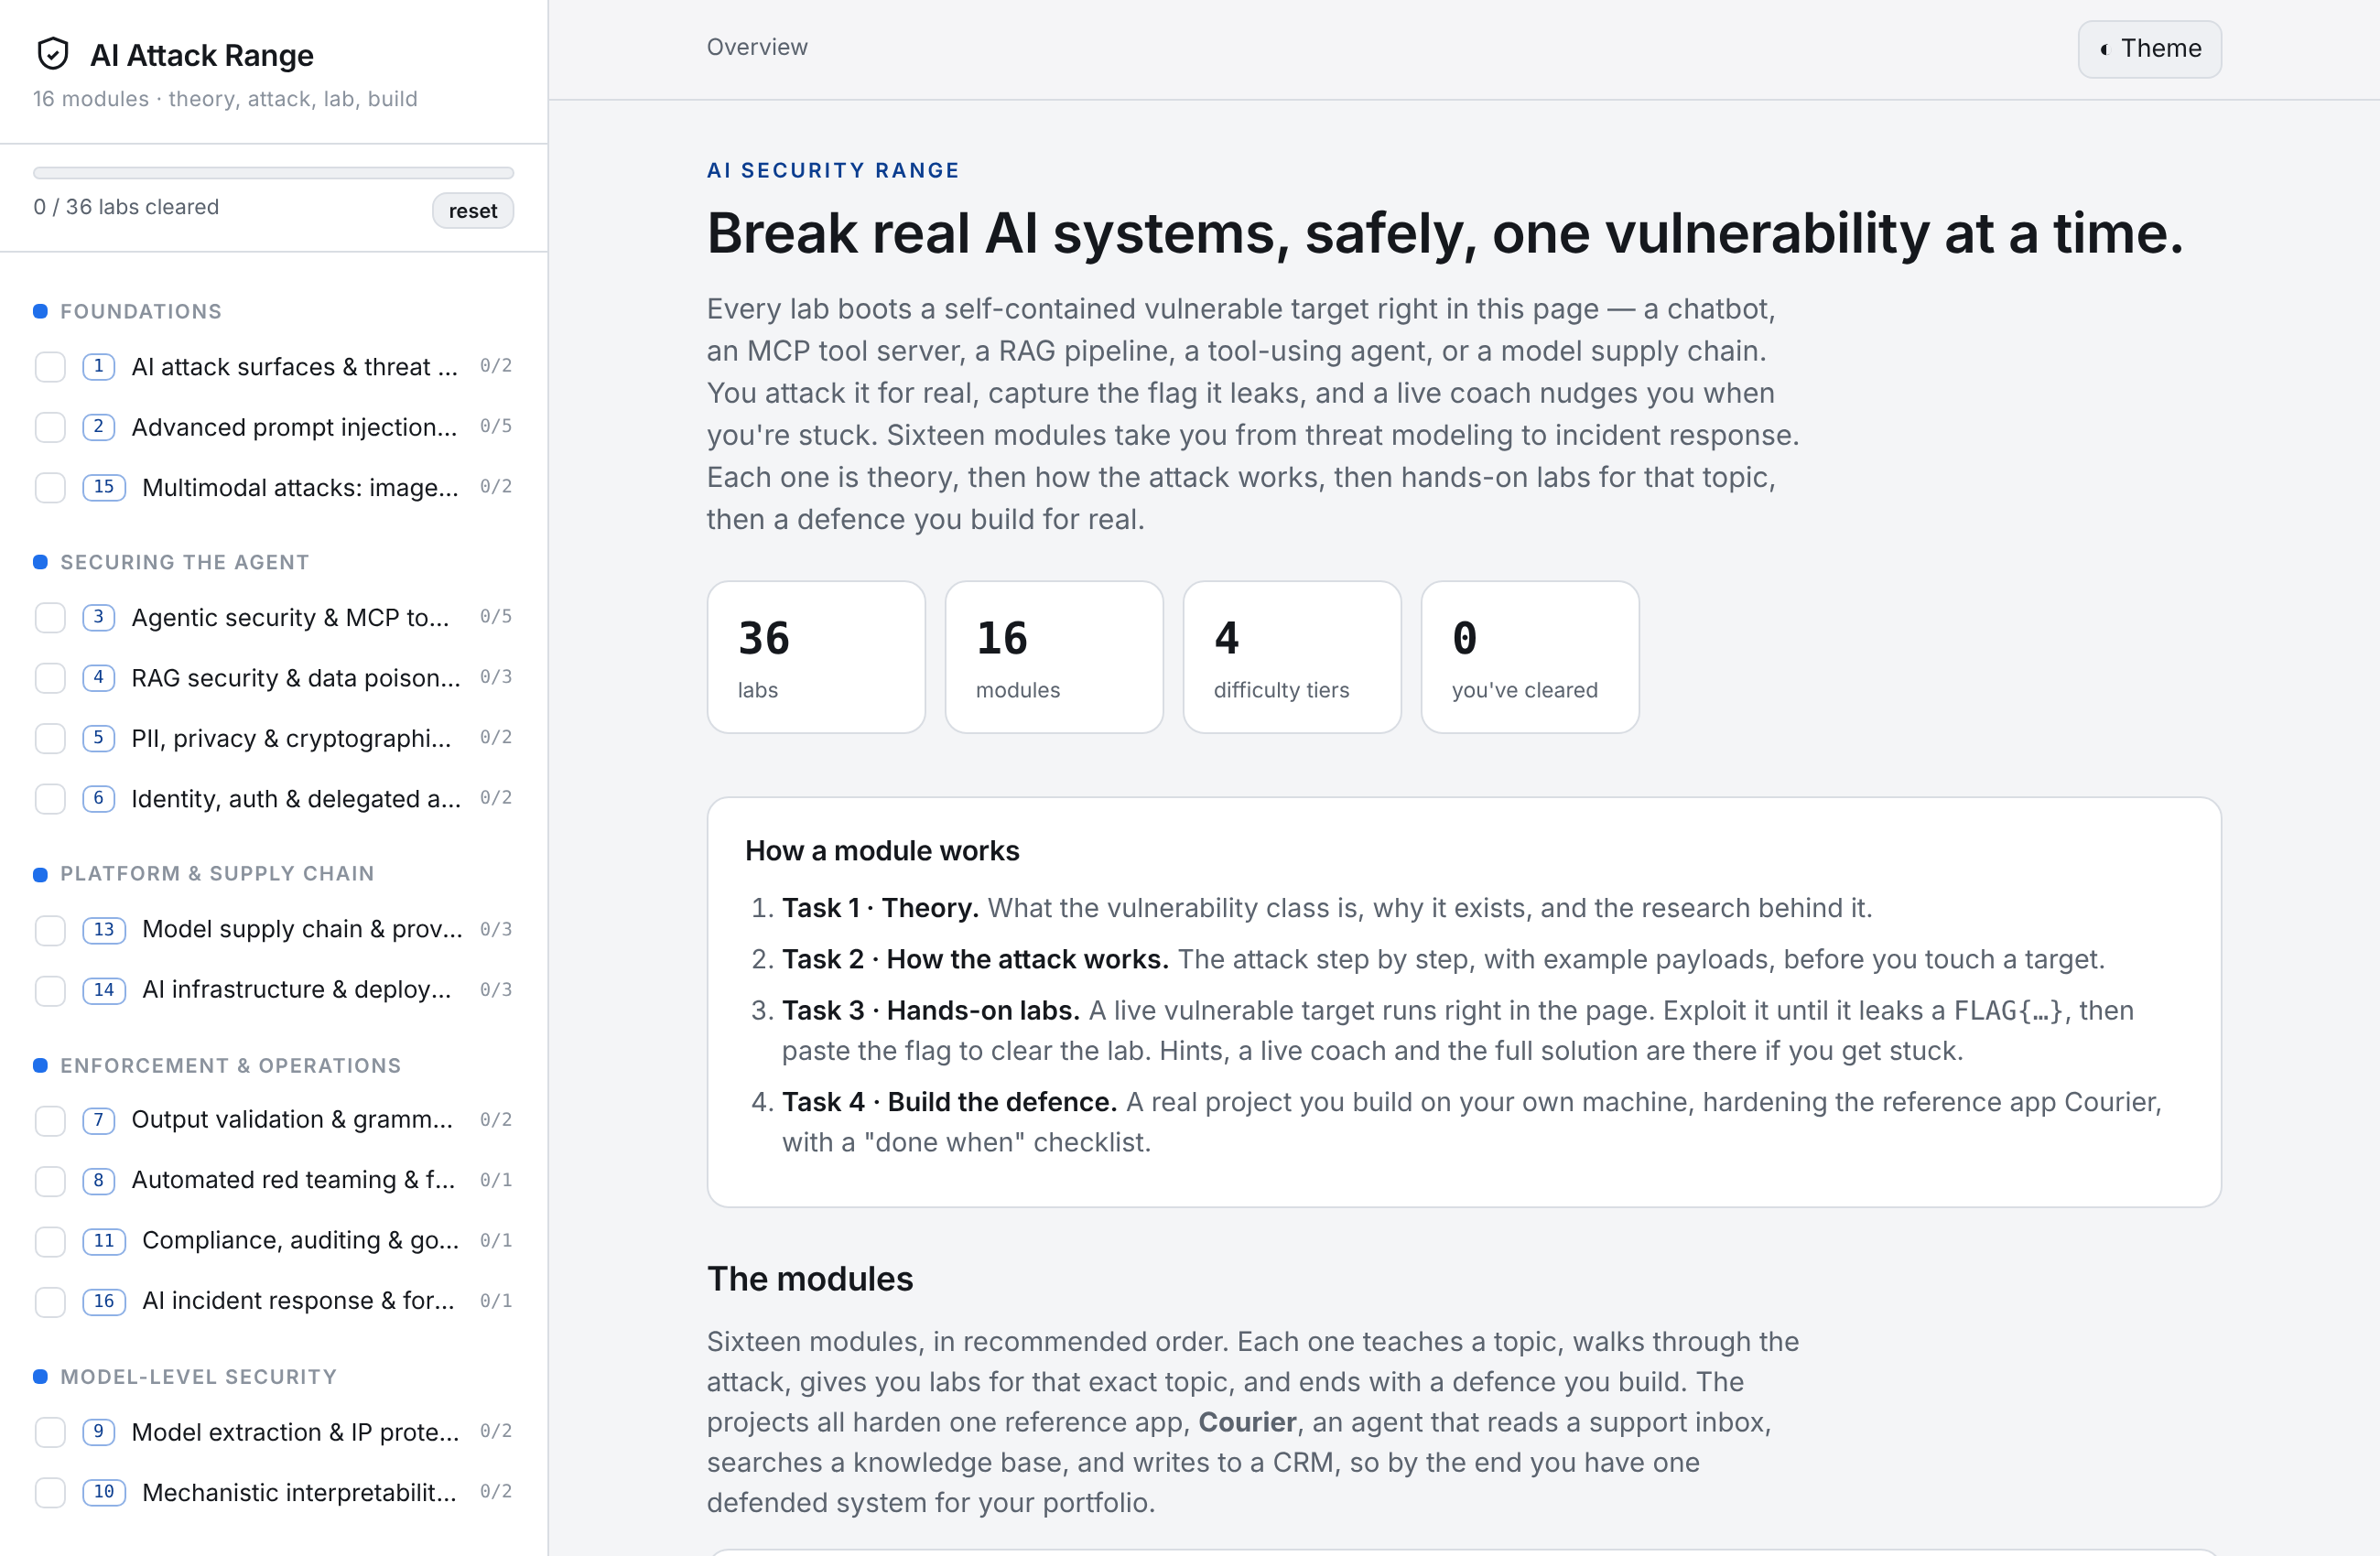 AI Attack Range
16 modules · theory, attack, lab, build
0 / 36 labs cleared
reset
FOUNDATIONS
1 AI attack surfaces & threat ... 0/2
2 Advanced prompt injection... 0/5
15 Multimodal attacks: image... 0/2
SECURING THE AGENT
3 Agentic security & MCP to... 0/5
4 RAG security & data poison... 0/3
5 PII, privacy & cryptographi... 0/2
6 Identity, auth & delegated a... 0/2
PLATFORM & SUPPLY CHAIN
13 Model supply chain & prov... 0/3
14 AI infrastructure & deploy... 0/3
ENFORCEMENT & OPERATIONS
7 Output validation & gramm... 0/2
8 Automated red teaming & f... 0/1
11 Compliance, auditing & go... 0/1
16 AI incident response & for... 0/1
MODEL-LEVEL SECURITY
9 Model extraction & IP prote... 0/2
10 Mechanistic interpretabilit... 0/2
Overview
Theme
AI SECURITY RANGE
Break real AI systems, safely, one vulnerability at a time.
Every lab boots a self-contained vulnerable target right in this page — a chatbot,
an MCP tool server, a RAG pipeline, a tool-using agent, or a model supply chain.
You attack it for real, capture the flag it leaks, and a live coach nudges you when
you're stuck. Sixteen modules take you from threat modeling to incident response.
Each one is theory, then how the attack works, then hands-on labs for that topic,
then a defence you build for real.
36
labs
16
modules
4
difficulty tiers
0
you've cleared
How a module works
1. Task 1 · Theory. What the vulnerability class is, why it exists, and the research behind it.
2. Task 2 · How the attack works. The attack step by step, with example payloads, before you touch a target.
3. Task 3 · Hands-on labs. A live vulnerable target runs right in the page. Exploit it until it leaks a FLAG{…}, then
paste the flag to clear the lab. Hints, a live coach and the full solution are there if you get stuck.
4. Task 4 · Build the defence. A real project you build on your own machine, hardening the reference app Courier,
with a "done when" checklist.
The modules
Sixteen modules, in recommended order. Each one teaches a topic, walks through the
attack, gives you labs for that exact topic, and ends with a defence you build. The
projects all harden one reference app, Courier, an agent that reads a support inbox,
searches a knowledge base, and writes to a CRM, so by the end you have one
defended system for your portfolio.